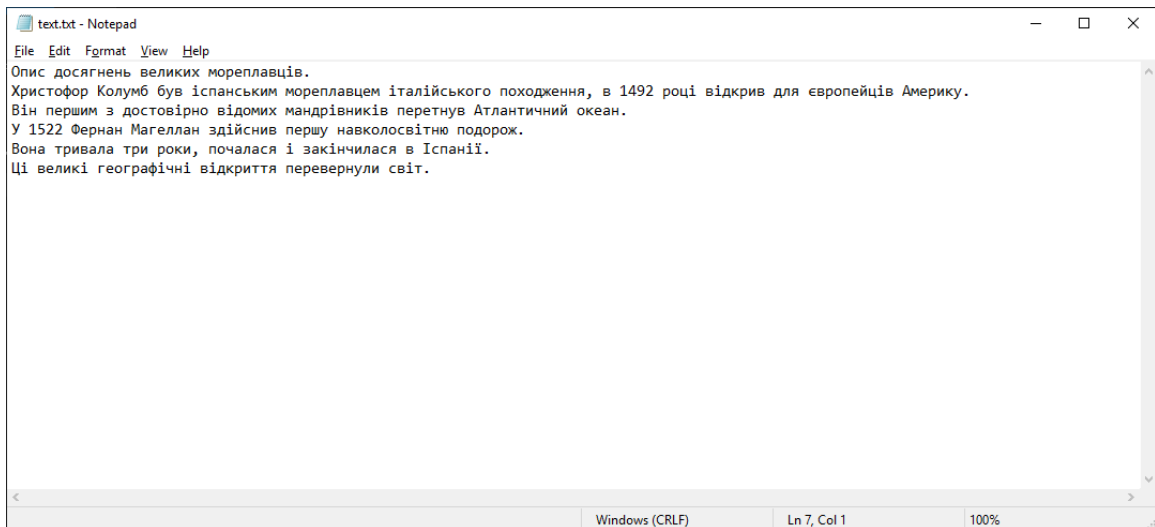 text.txt - Notepad
File Edit Format View Help
Опис досягнень великих мореплавців.
Христофор Колумб був іспанським мореплавцем італійського походження, в 1492 році відкрив для європейців Америку.
Він першим з достовірно відомих мандрівників перетнув Атлантичний океан.
У 1522 Фернан Магеллан здійснив першу навколосвітню подорож.
Вона тривала три роки, почалася і закінчилася в Іспанії.
Ці великі географічні відкриття перевернули світ.
Windows (CRLF) Ln 7, Col 1 100%